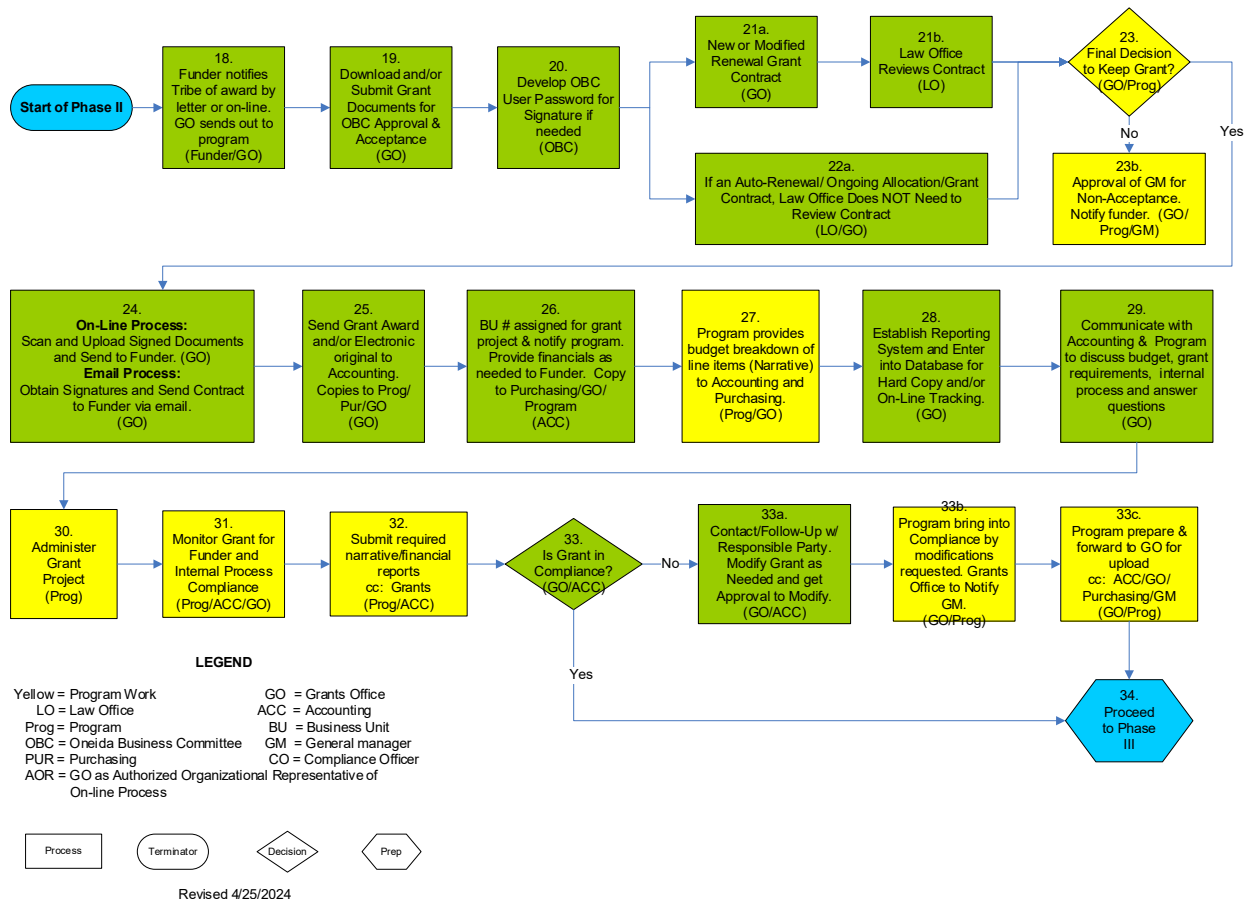 Start of Phase II
18.
Funder notifies
Tribe of award by
letter or on-line.
GO sends out to
program
(Funder/GO)
19.
Download and/or
Submit Grant
Documents for
OBC Approval &
Acceptance
(GO)
20.
Develop OBC
User Password for
Signature if
needed
(OBC)
21a.
New or Modified
Renewal Grant
Contract
(GO)
21b.
Law Office
Reviews Contract
(LO)
22a.
If an Auto-Renewal/ Ongoing Allocation/Grant
Contract, Law Office Does NOT Need to
Review Contract
(LO/GO)
23.
Final Decision
to Keep Grant?
(GO/Prog)
Yes
No
23b.
Approval of GM for
Non-Acceptance.
Notify funder. (GO/
Prog/GM)
24.
On-Line Process:
Scan and Upload Signed Documents
and Send to Funder. (GO)
Email Process:
Obtain Signatures and Send Contract
to Funder via email.
(GO)
25.
Send Grant Award
and/or Electronic
original to
Accounting.
Copies to Prog/
Pur/GO
(GO)
26.
BU # assigned for grant
project & notify program.
Provide financials as
needed to Funder. Copy
to Purchasing/GO/
Program
(ACC)
27.
Program provides
budget breakdown of
line items (Narrative)
to Accounting and
Purchasing.
(Prog/GO)
28.
Establish Reporting
System and Enter
into Database for
Hard Copy and/or
On-Line Tracking.
(GO)
29.
Communicate with
Accounting & Program
to discuss budget, grant
requirements, internal
process and answer
questions
(GO)
30.
Administer
Grant
Project
(Prog)
31.
Monitor Grant for
Funder and
Internal Process
Compliance
(Prog/ACC/GO)
32.
Submit required
narrative/financial
reports
cc: Grants
(Prog/ACC)
33.
Is Grant in
Compliance?
(GO/ACC)
No
Yes
33a.
Contact/Follow-Up w/
Responsible Party.
Modify Grant as
Needed and get
Approval to Modify.
(GO/ACC)
33b.
Program bring into
Compliance by
modifications
requested. Grants
Office to Notify
GM.
(GO/Prog)
33c.
Program prepare &
forward to GO for
upload
cc: ACC/GO/
Purchasing/GM
(GO/Prog)
34.
Proceed
to Phase
III
LEGEND
Yellow = Program Work
LO = Law Office
Prog = Program
OBC = Oneida Business Committee
PUR = Purchasing
AOR = GO as Authorized Organizational Representative of
On-line Process
GO = Grants Office
ACC = Accounting
BU = Business Unit
GM = General manager
CO = Compliance Officer
Process
Terminator
Decision
Prep
Revised 4/25/2024